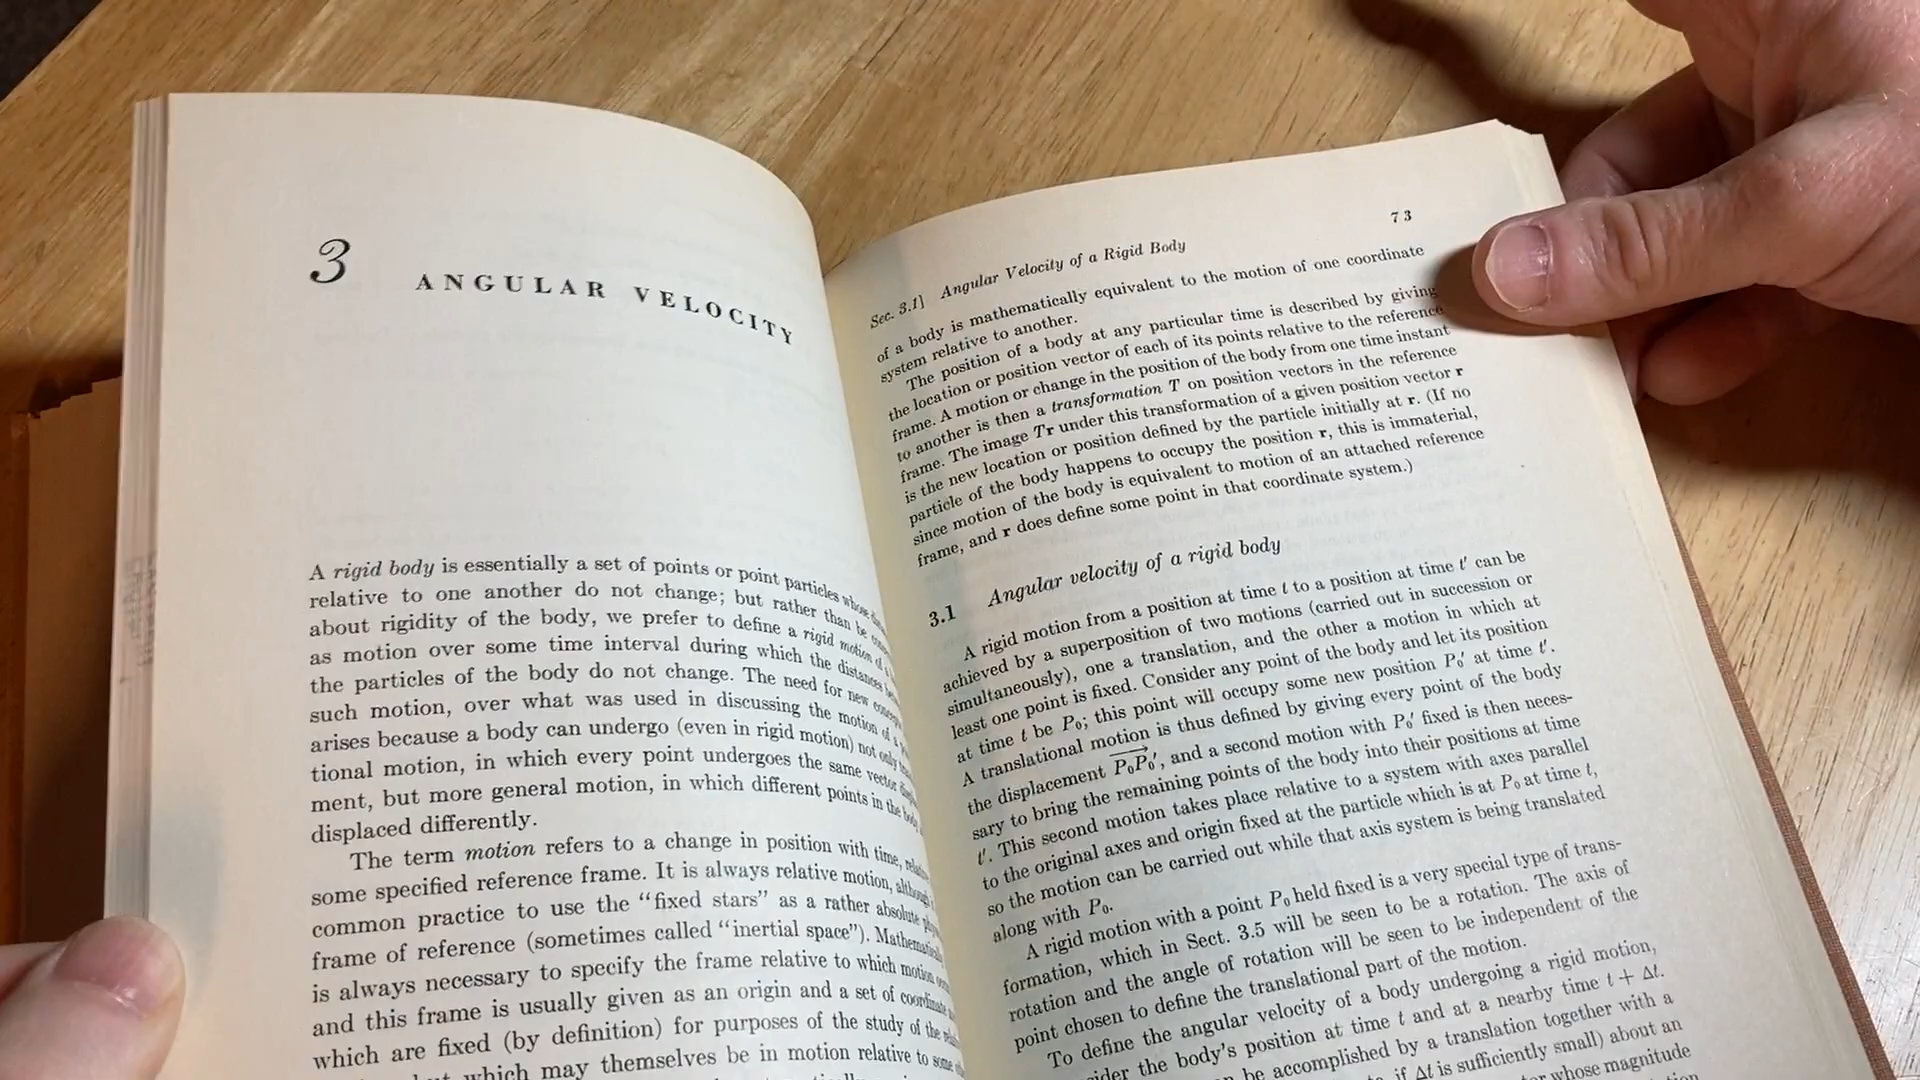 3
ANGULAR VELOCITY
A rigid body is essentially a set of points or point particles whose
relative to one another do not change; but rather than be
about rigidity of the body, we prefer to define a rigid motion of a
as motion over some time interval during which the distances
the particles of the body do not change. The need for new concepts
such motion, over what was used in discussing the motion of a
arises because a body can undergo (even in rigid motion) not only
tional motion, in which every point undergoes the same vector
ment, but more general motion, in which different points in the body
displaced differently.
The term motion refers to a change in position with time,
some specified reference frame. It is always relative motion, although
common practice to use the “fixed stars” as a rather absolute
frame of reference (sometimes called “inertial space”).
is always necessary to specify the frame relative to which motion
and this frame is usually given as an origin and a set of coordinate
which are fixed (by definition) for purposes of the study of the
which may themselves be in motion relative to some
73
Sec. 3.1] Angular Velocity of a Rigid Body
of a body is mathematically equivalent to the motion of one coordinate
system relative to another.
The position of a body at any particular time is described by giving
the location or position vector of each of its points relative to the reference
frame. A motion or change in the position of the body from one time instant
to another is then a transformation T on position vectors in the reference
frame. The image Tr under this transformation of a given position vector r
is the new location or position defined by the particle initially at r. (If no
particle of the body happens to occupy the position r, this is immaterial,
since motion of the body is equivalent to motion of an attached reference
frame, and r does define some point in that coordinate system.)
3.1 Angular velocity of a rigid body
A rigid motion from a position at time t to a position at time t′ can be
achieved by a superposition of two motions (carried out in succession or
simultaneously), one a translation, and the other a motion in which at
least one point is fixed. Consider any point of the body and let its position
at time t be P₀; this point will occupy some new position P₀′ at time t′.
A translational motion is thus defined by giving every point of the body
the displacement P₀P₀′, and a second motion with P₀′ fixed is then neces-
sary to bring the remaining points of the body into their positions at time
t′. This second motion takes place relative to a system with axes parallel
to the original axes and origin fixed at the particle which is at P₀ at time t,
so the motion can be carried out while that axis system is being translated
along with P₀.
A rigid motion with a point P₀ held fixed is a very special type of trans-
formation, which in Sect. 3.5 will be seen to be a rotation. The axis of
rotation and the angle of rotation will be seen to be independent of the
point chosen to define the translational part of the motion.
To define the angular velocity of a body undergoing a rigid motion,
the body's position at time t and at a nearby time t + Δt.
be accomplished by a translation together with a
if Δt is sufficiently small) about an
whose magnitude